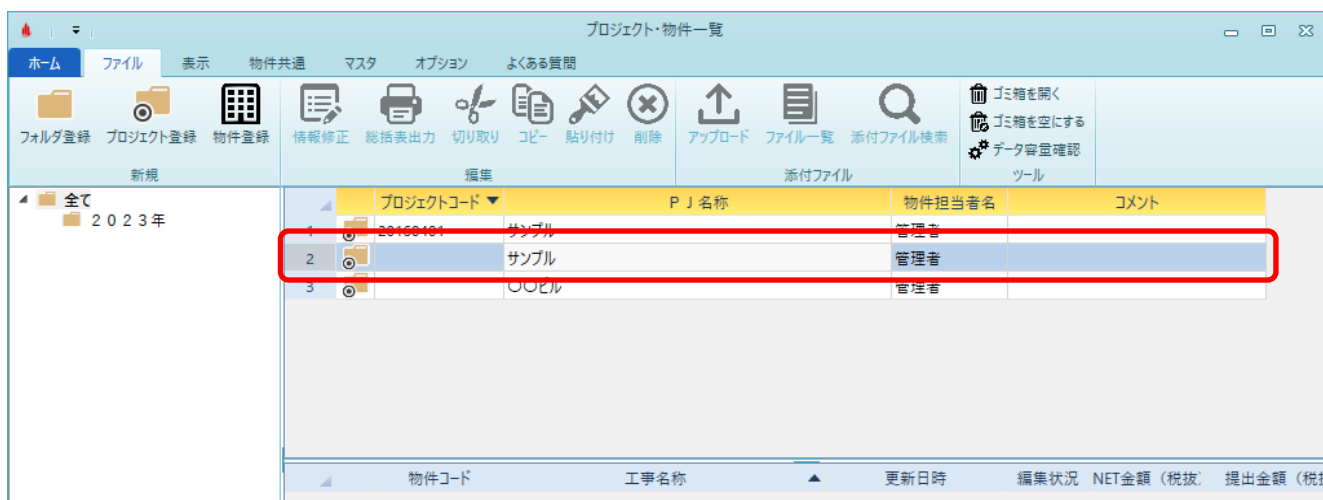 プロジェクト・物件一覧
ホーム ファイル 表示 物件共通 マスタ オプション よくある質問
フォルダ登録 プロジェクト登録 物件登録 情報修正 総括表出力 切り取り コピー 貼り付け 削除 アップロード ファイル一覧 添付ファイル検索
ゴミ箱を開く
ゴミ箱を空にする
データ容量確認
新規 編集 添付ファイル ツール
全て
2023年
プロジェクトコード ▼ PJ名称 物件担当者名 コメント
1 20160401 サンプル 管理者
2 サンプル 管理者
3 〇〇ビル 管理者
物件コード 工事名称 ▲ 更新日時 編集状況 NET金額(税抜) 提出金額(税抜